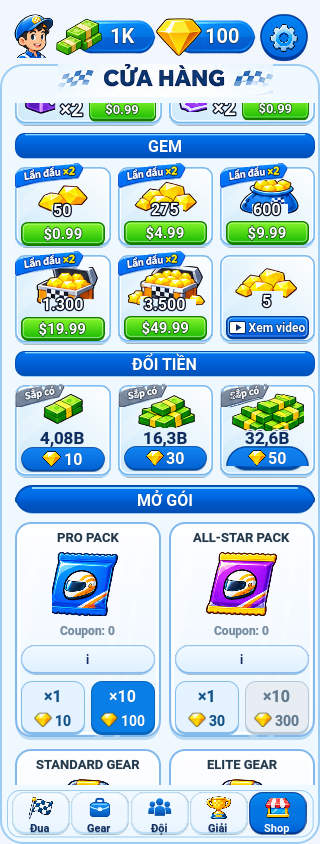 1K
100
CỬA HÀNG
×2
$0.99
×2
$0.99
GEM
Lần đầu ×2
50
$0.99
Lần đầu ×2
275
$4.99
Lần đầu ×2
600
$9.99
Lần đầu ×2
1.300
$19.99
Lần đầu ×2
3.500
$49.99
5
Xem video
ĐỔI TIỀN
Sắp có
4,08B
10
Sắp có
16,3B
30
Sắp có
32,6B
50
MỞ GÓI
PRO PACK
Coupon: 0
i
×1
10
×10
100
ALL-STAR PACK
Coupon: 0
i
×1
30
×10
300
STANDARD GEAR
ELITE GEAR
Đua
Gear
Đội
Giải
Shop